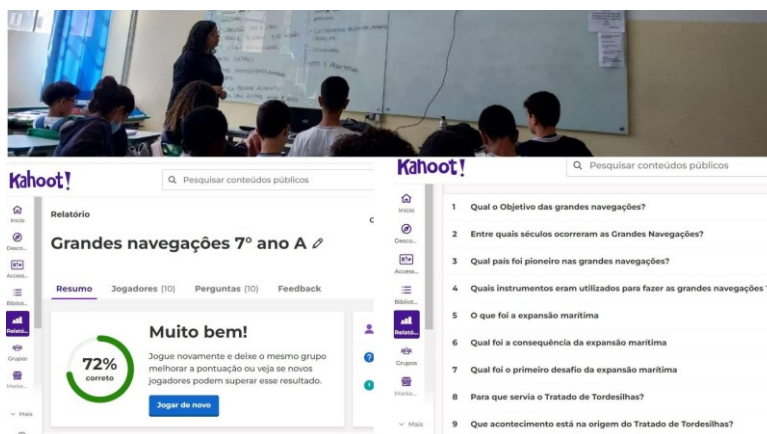 Kahoot!
Pesquisar conteúdos públicos
Início
Desco...
Access...
Bibliot...
Relató...
Grupos
Marke...
Mais
Relatório
Grandes navegações 7º ano A
Resumo Jogadores (10) Perguntas (10) Feedback
72%
correto
Muito bem!
Jogue novamente e deixe o mesmo grupo
melhorar a pontuação ou veja se novos
jogadores podem superar esse resultado.
Jogar de novo
Kahoot!
Pesquisar conteúdos públicos
Início
Desco...
Access...
Bibliot...
Relató...
Grupos
Marke...
Mais
1 Qual o Objetivo das grandes navegações?
2 Entre quais séculos ocorreram as Grandes Navegações?
3 Qual país foi pioneiro nas grandes navegações?
4 Quais instrumentos eram utilizados para fazer as grandes navegações ?
5 O que foi a expansão marítima
6 Qual foi a consequência da expansão marítima
7 Qual foi o primeiro desafio da expansão marítima
8 Para que servia o Tratado de Tordesilhas?
9 Que acontecimento está na origem do Tratado de Tordesilhas?